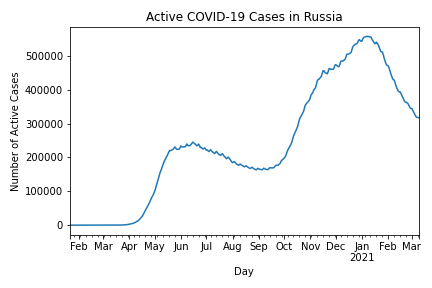 Active COVID-19 Cases in Russia
Number of Active Cases
500000
400000
300000
200000
100000
0
Feb Mar Apr May Jun Jul Aug Sep Oct Nov Dec Jan Feb Mar
2021
Day